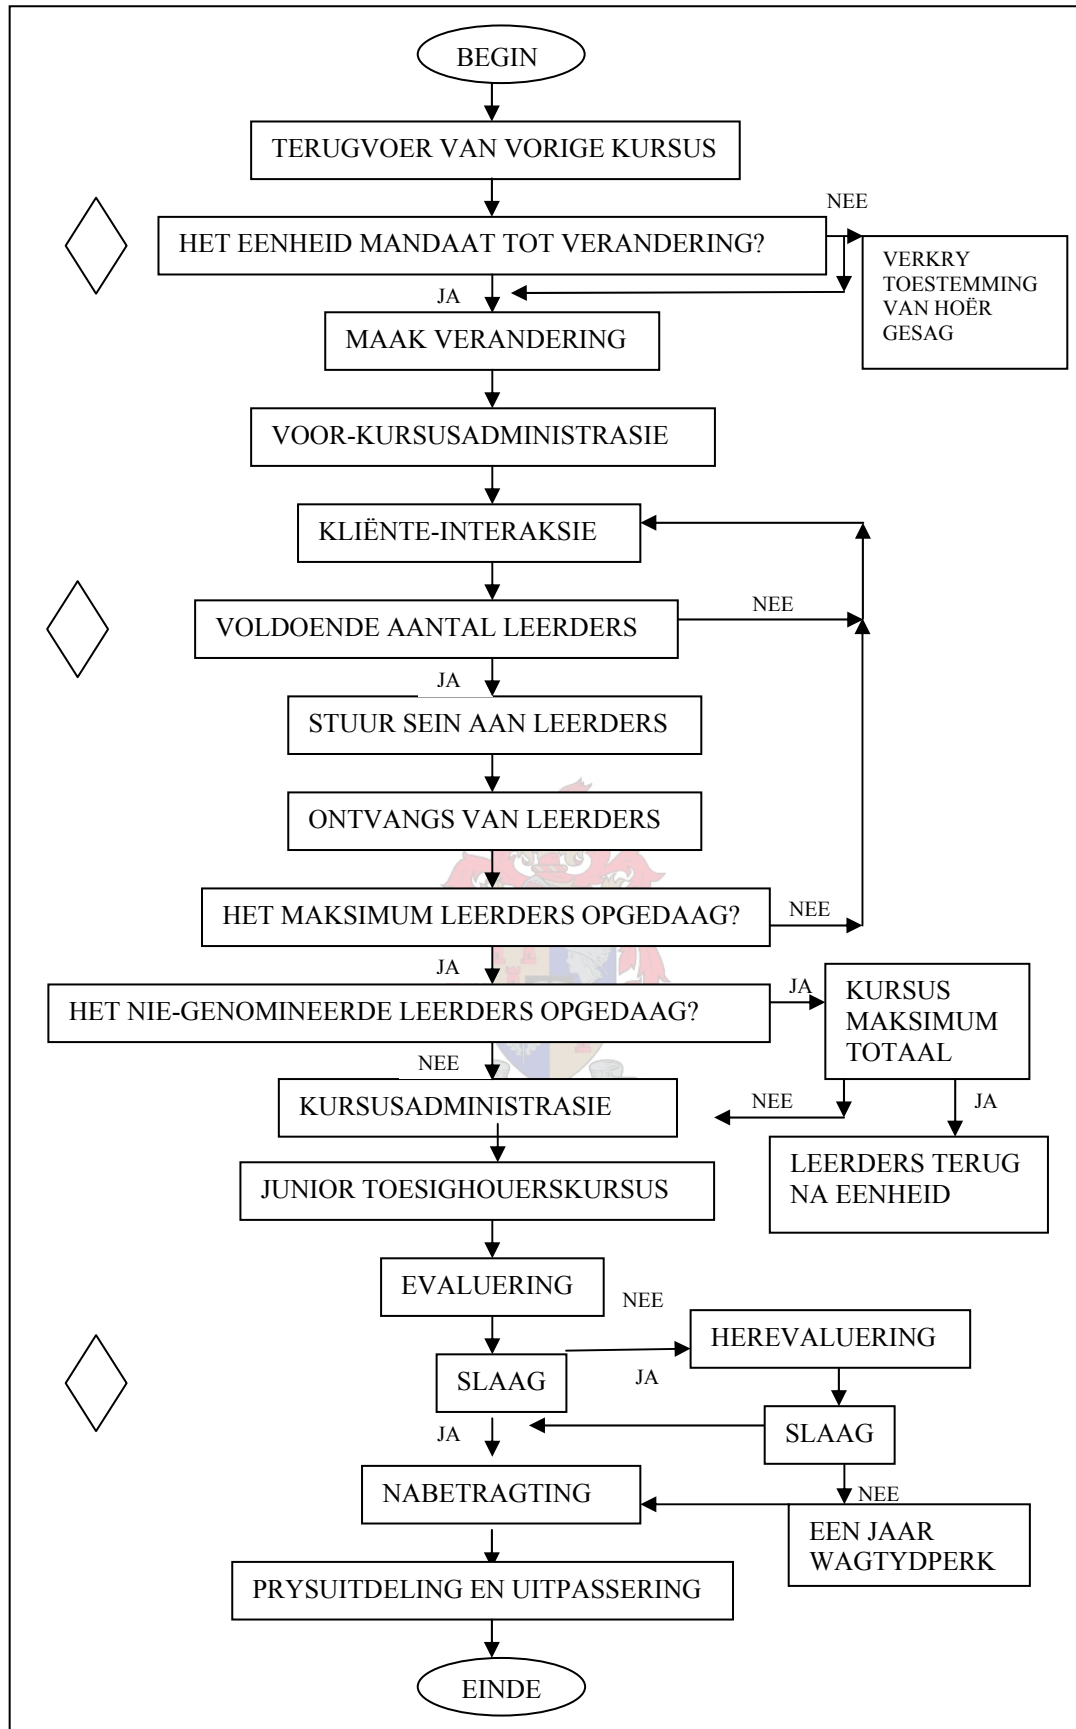 BEGIN
TERUGVOER VAN VORIGE KURSUS
NEE
HET EENHEID MANDAAT TOT VERANDERING?
VERKRY
TOESTEMMING
VAN HOËR
GESAG
JA
MAAK VERANDERING
VOOR-KURSUSADMINISTRASIE
KLIËNTE-INTERAKSIE
VOLDOENDE AANTAL LEERDERS
NEE
JA
STUUR SEIN AAN LEERDERS
ONTVANGS VAN LEERDERS
HET MAKSIMUM LEERDERS OPGEDAAG?
NEE
JA
HET NIE-GENOMINEERDE LEERDERS OPGEDAAG?
JA
KURSUS
MAKSIMUM
TOTAAL
NEE
KURSUSADMINISTRASIE
NEE
JA
LEERDERS TERUG
NA EENHEID
JUNIOR TOESIGHOUERSKURSUS
EVALUERING
NEE
HEREVALUERING
SLAAG
JA
JA
SLAAG
NABETRAGTING
NEE
EEN JAAR
WAGTYDPERK
PRYSUITDELING EN UITPASSERING
EINDE